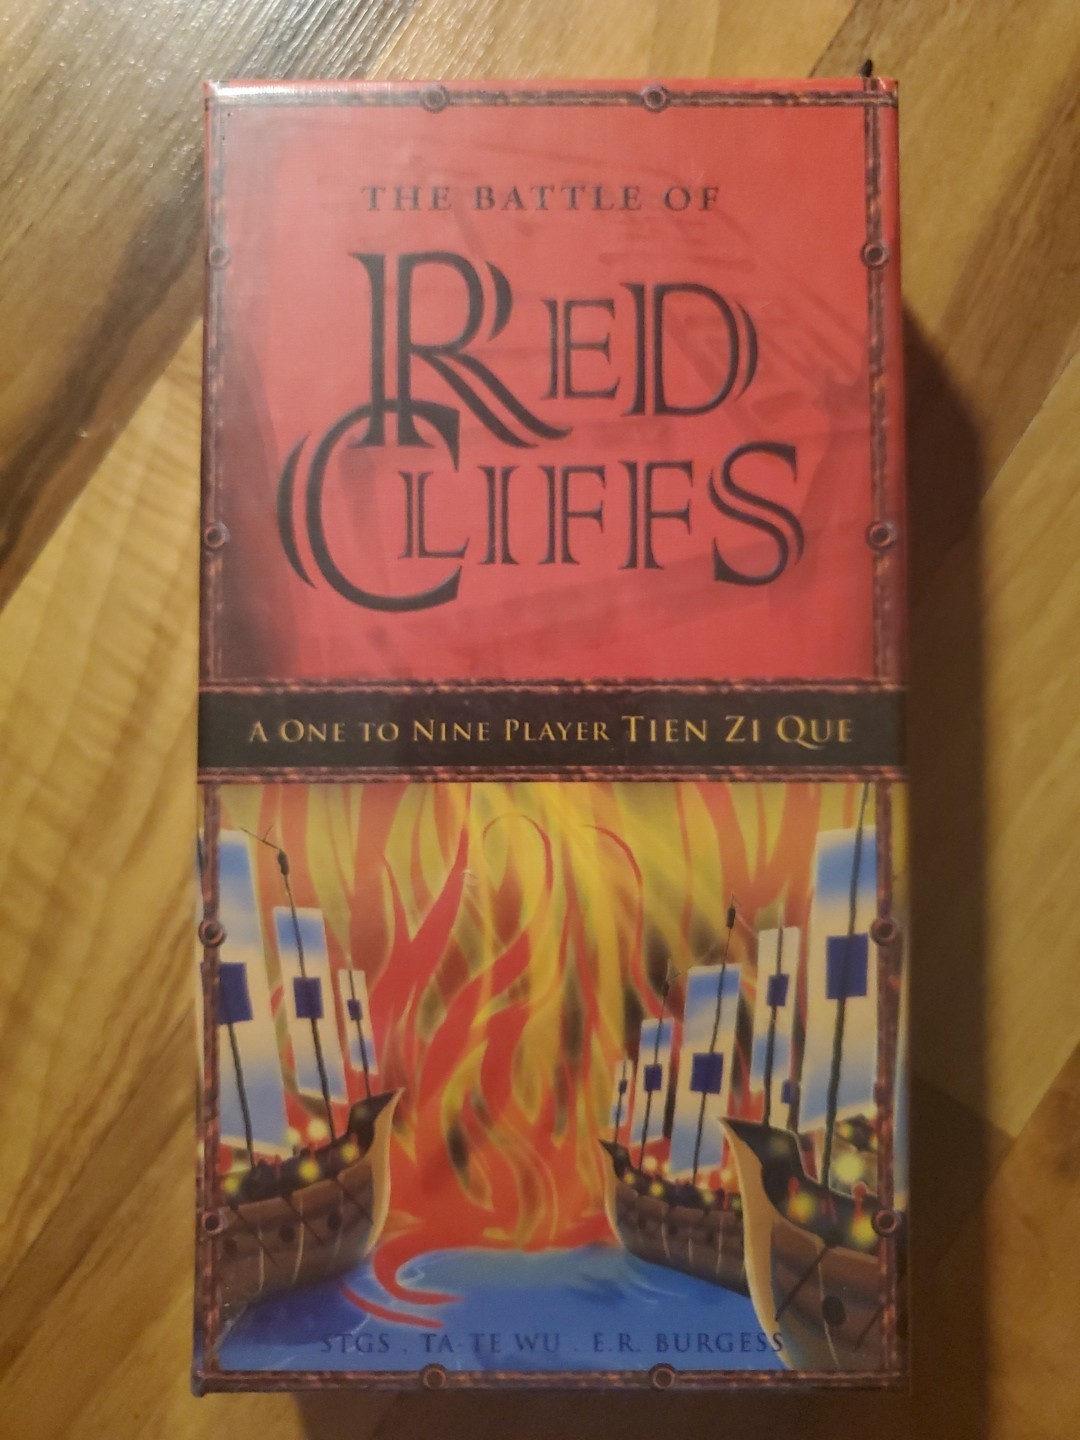 THE BATTLE OF
RED
CLIFFS
A ONE TO NINE PLAYER TIEN ZI QUE
STGS . TA-TE WU . E.R. BURGESS